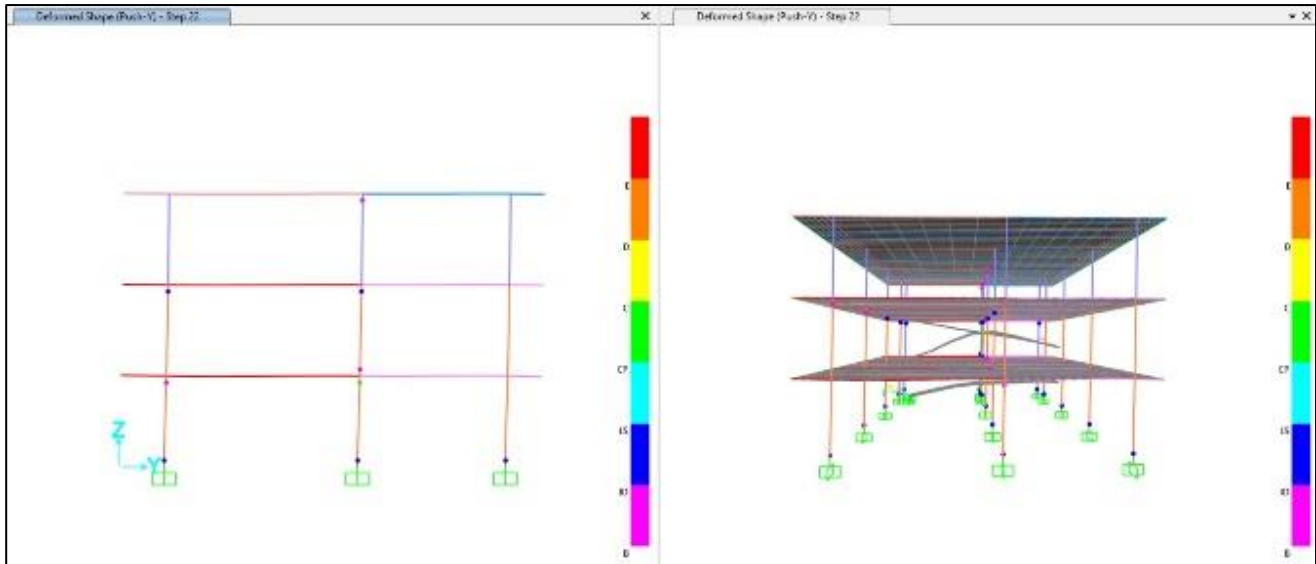 Deformed Shape (Push-Y) - Step 22
Deformed Shape (Push-Y) - Step 22
E
D
C
CP
LS
IO
B
Z
Y
E
D
C
CP
LS
IO
B